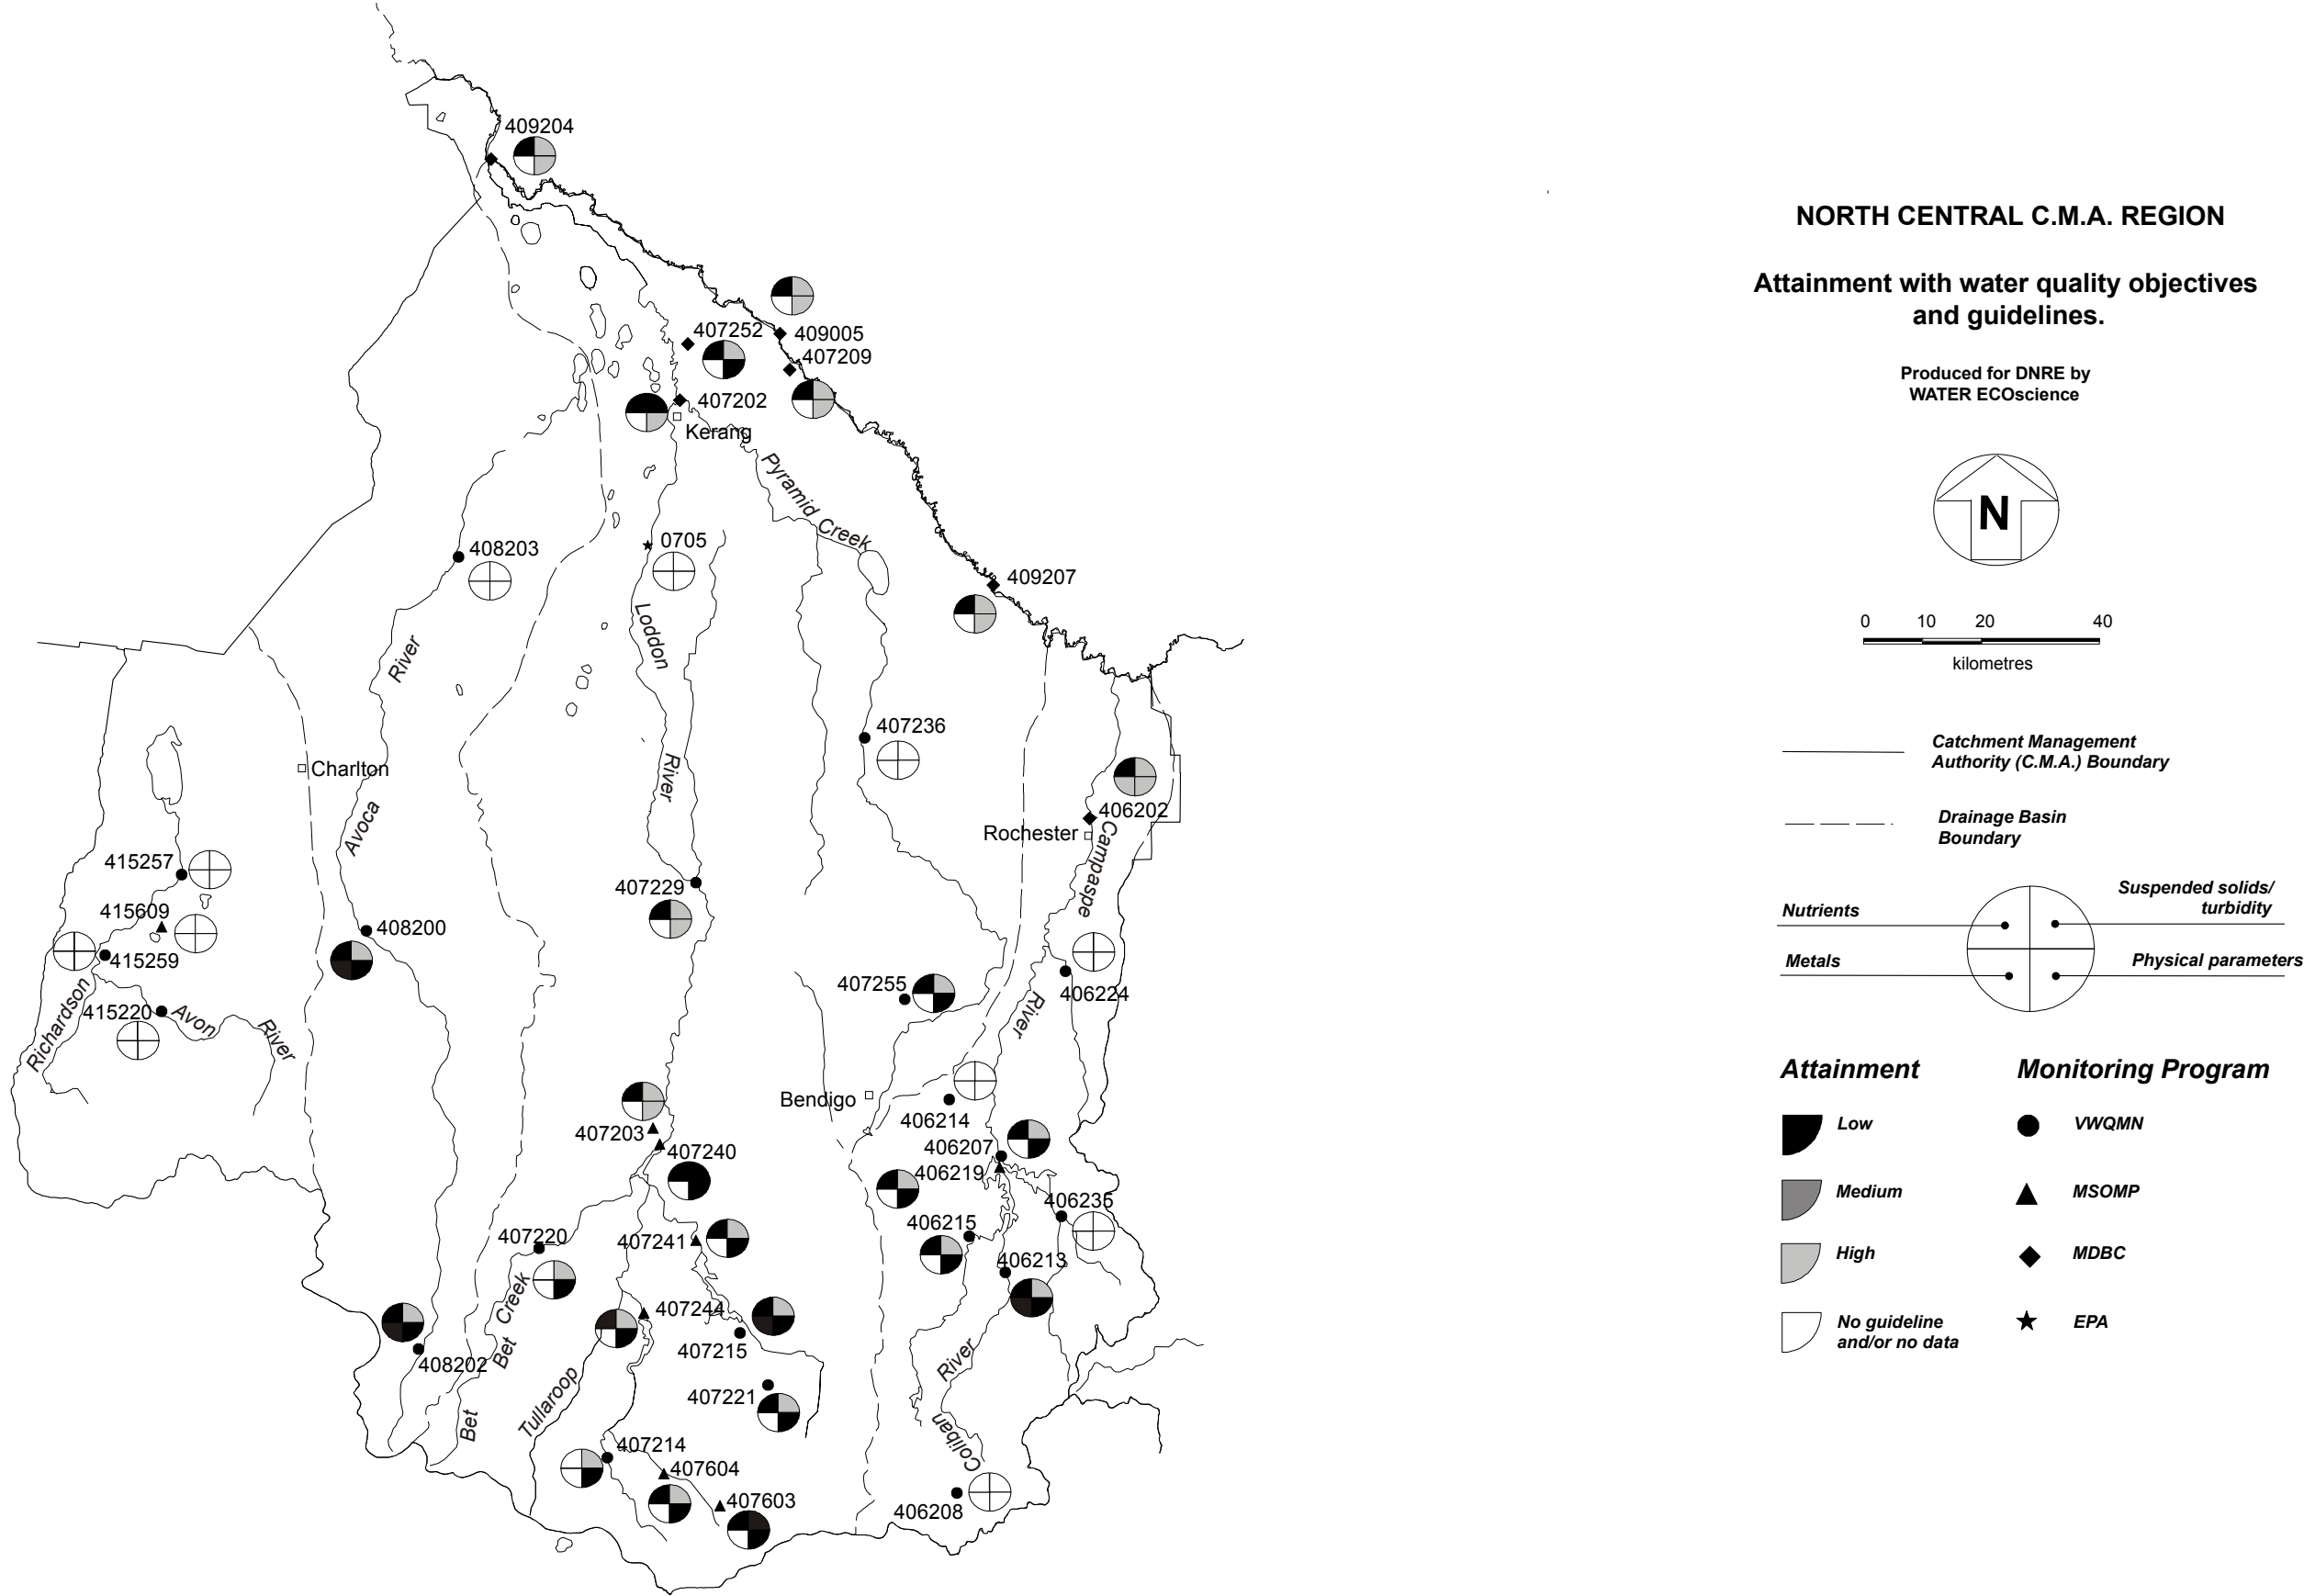 NORTH CENTRAL C.M.A. REGION
Attainment with water quality objectives
and guidelines.
Produced for DNRE by
WATER ECOscience
N
0 10 20 40
kilometres
Catchment Management
Authority (C.M.A.) Boundary
Drainage Basin
Boundary
Nutrients
Suspended solids/
turbidity
Metals
Physical parameters
Attainment
Monitoring Program
Low
VWQMN
Medium
MSOMP
High
MDBC
No guideline
and/or no data
EPA
409204
407252
409005
407209
407202
Kerang
Pyramid Creek
408203
0705
409207
Loddon
River
River
407236
Charlton
River
406202
Rochester
Campaspe
Avoca
415257
407229
415609
408200
415259
407255
406224
Richardson
415220
Avon
River
River
Bendigo
406214
407203
406207
407240
406219
406235
407220
407241
406215
406213
Creek
407244
407215
408202
Bet
River
407221
Tullaroop
Bet
Coliban
407214
407604
407603
406208